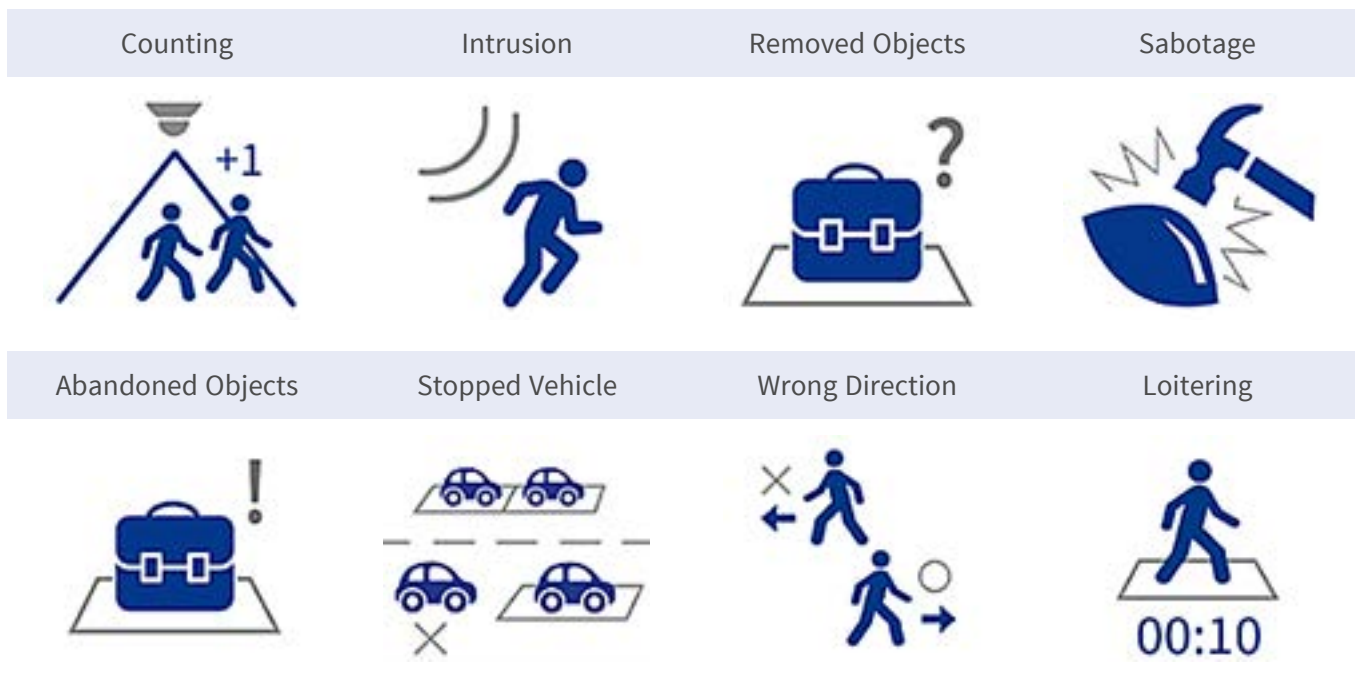 Counting
Intrusion
Removed Objects
Sabotage
+1
?
Abandoned Objects
Stopped Vehicle
Wrong Direction
Loitering
!
00:10